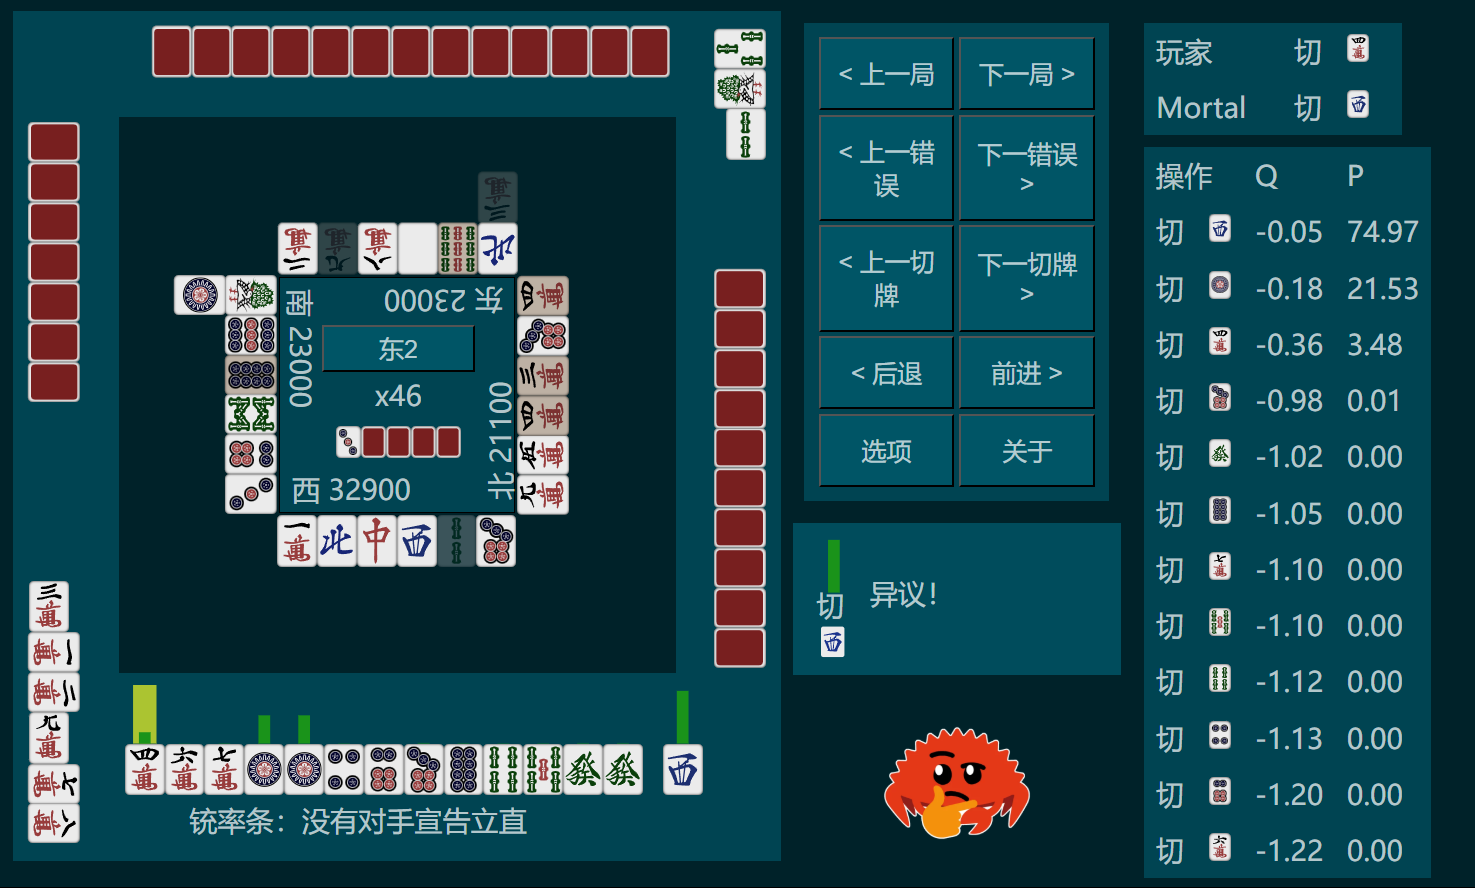 南 23000
东 23000
东2
x46
北 21100
西 32900
铳率条：没有对手宣告立直
< 上一局
下一局 >
< 上一错误
下一错误 >
< 上一切牌
下一切牌 >
< 后退
前进 >
选项
关于
切
异议！
玩家 切
Mortal 切
操作 Q P
切 -0.05 74.97
切 -0.18 21.53
切 -0.36 3.48
切 -0.98 0.01
切 -1.02 0.00
切 -1.05 0.00
切 -1.10 0.00
切 -1.10 0.00
切 -1.12 0.00
切 -1.13 0.00
切 -1.20 0.00
切 -1.22 0.00